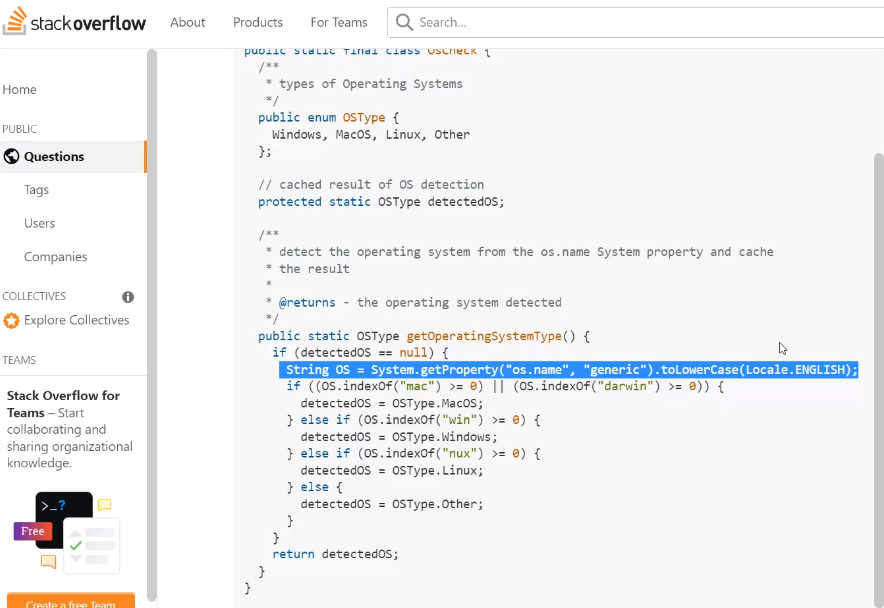 stackoverflow
About
Products
For Teams
Search...
Home
PUBLIC
Questions
Tags
Users
Companies
COLLECTIVES
Explore Collectives
TEAMS
Stack Overflow for
Teams – Start
collaborating and
sharing organizational
knowledge.
>_?
Free
Create a free Team
public static final class OsCheck {
/**
* types of Operating Systems
*/
public enum OSType {
Windows, MacOS, Linux, Other
};
// cached result of OS detection
protected static OSType detectedOS;
/**
* detect the operating system from the os.name System property and cache
* the result
*
* @returns - the operating system detected
*/
public static OSType getOperatingSystemType() {
if (detectedOS == null) {
String OS = System.getProperty("os.name", "generic").toLowerCase(Locale.ENGLISH);
if ((OS.indexOf("mac") >= 0) || (OS.indexOf("darwin") >= 0)) {
detectedOS = OSType.MacOS;
} else if (OS.indexOf("win") >= 0) {
detectedOS = OSType.Windows;
} else if (OS.indexOf("nux") >= 0) {
detectedOS = OSType.Linux;
} else {
detectedOS = OSType.Other;
}
}
return detectedOS;
}
}